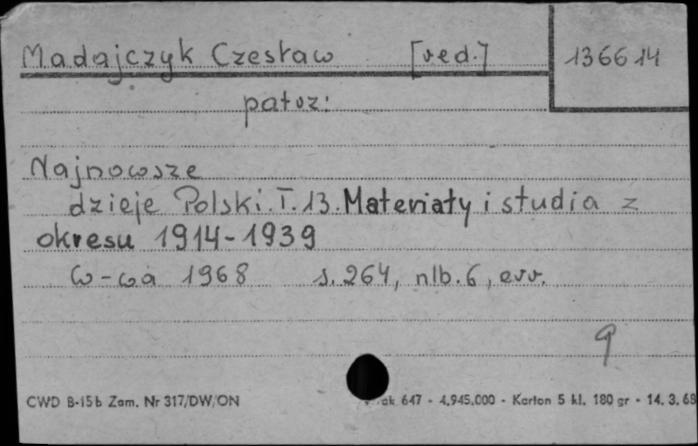 Madajczyk Czesław [red.] 136614
patrz:
Najnowsze
dzieje Polski. T. 13. Materiały i studia z
okresu 1914-1939
W-wa 1968 s. 264, nlb. 6, err.
9
CWD B-15b Zam. Nr 317/DW/ON 647 - 4.945.000 - Karton 5 kl. 180 gr - 14. 3. 68